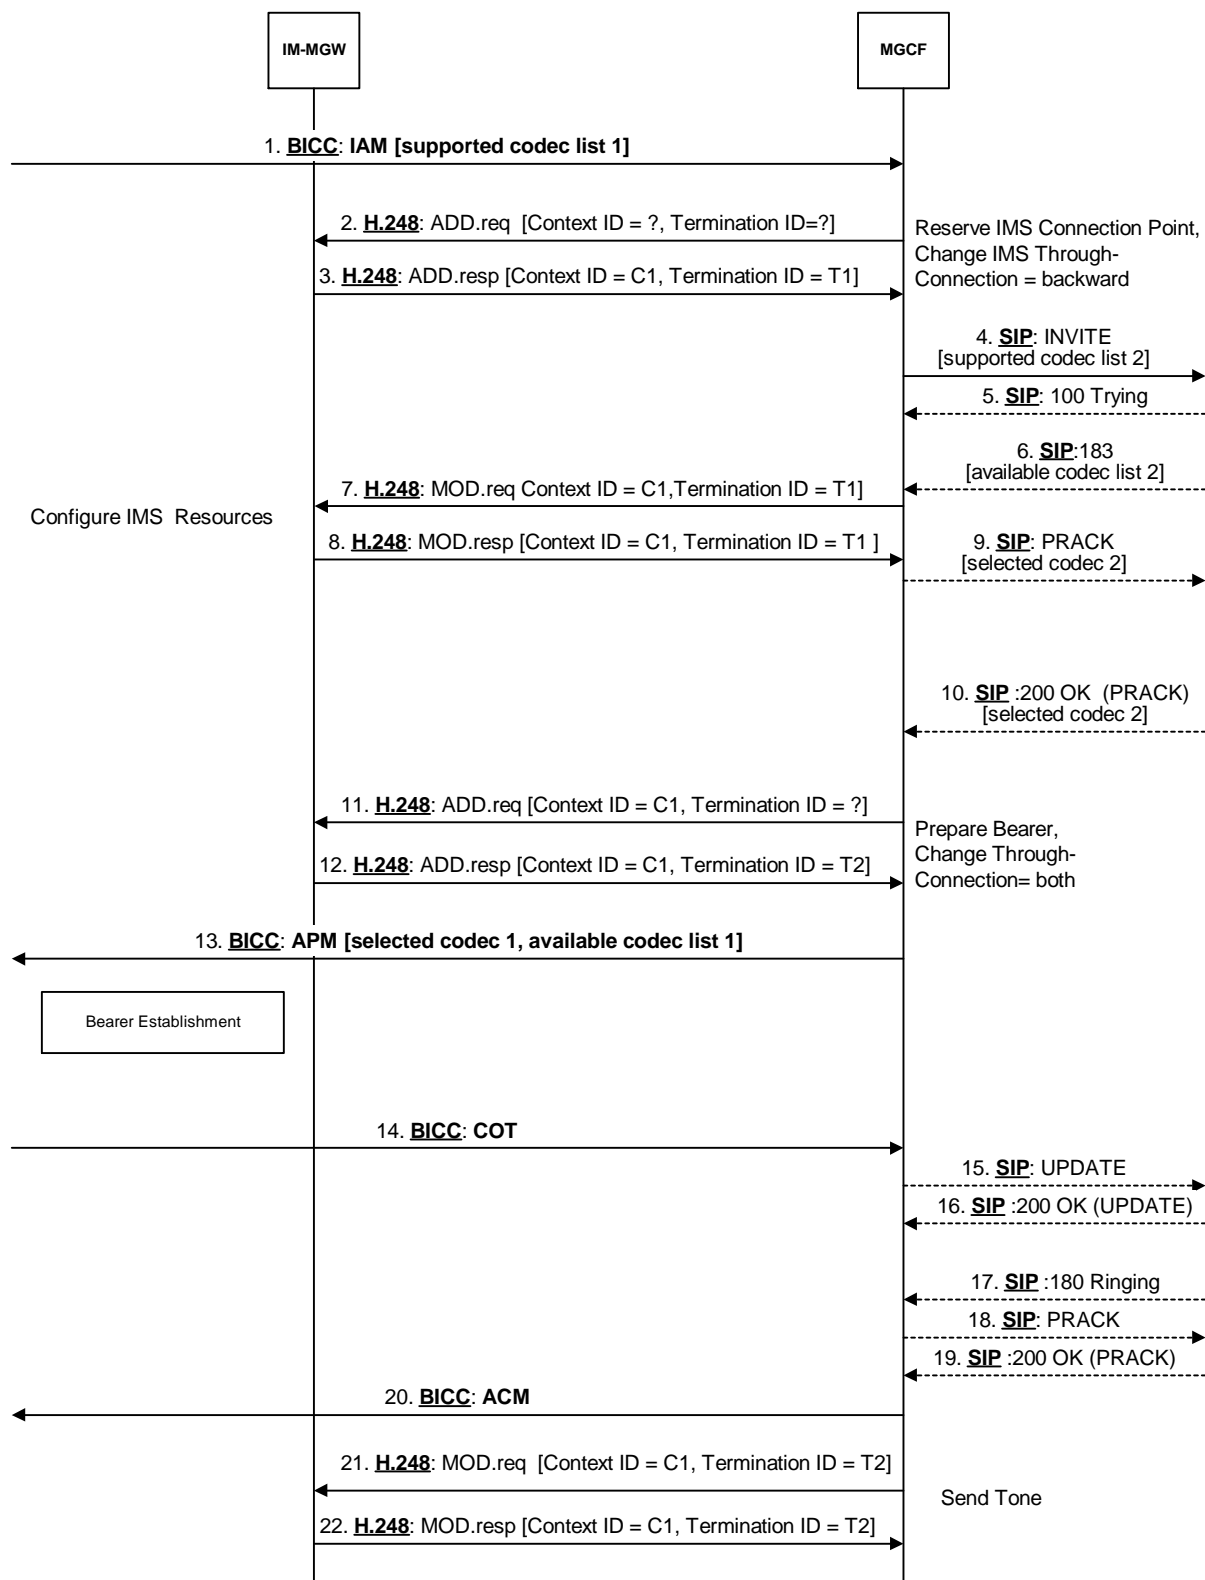 IM-MGW
MGCF
1. BICC: IAM [supported codec list 1]
2. H.248: ADD.req [Context ID = ?, Termination ID=?]
Reserve IMS Connection Point,
Change IMS Through-
Connection = backward
3. H.248: ADD.resp [Context ID = C1, Termination ID = T1]
4. SIP: INVITE
[supported codec list 2]
5. SIP: 100 Trying
6. SIP:183
[available codec list 2]
7. H.248: MOD.req Context ID = C1,Termination ID = T1]
Configure IMS Resources
8. H.248: MOD.resp [Context ID = C1, Termination ID = T1 ]
9. SIP: PRACK
[selected codec 2]
10. SIP :200 OK (PRACK)
[selected codec 2]
11. H.248: ADD.req [Context ID = C1, Termination ID = ?]
Prepare Bearer,
Change Through-
Connection= both
12. H.248: ADD.resp [Context ID = C1, Termination ID = T2]
13. BICC: APM [selected codec 1, available codec list 1]
Bearer Establishment
14. BICC: COT
15. SIP: UPDATE
16. SIP :200 OK (UPDATE)
17. SIP :180 Ringing
18. SIP: PRACK
19. SIP :200 OK (PRACK)
20. BICC: ACM
21. H.248: MOD.req [Context ID = C1, Termination ID = T2]
Send Tone
22. H.248: MOD.resp [Context ID = C1, Termination ID = T2]